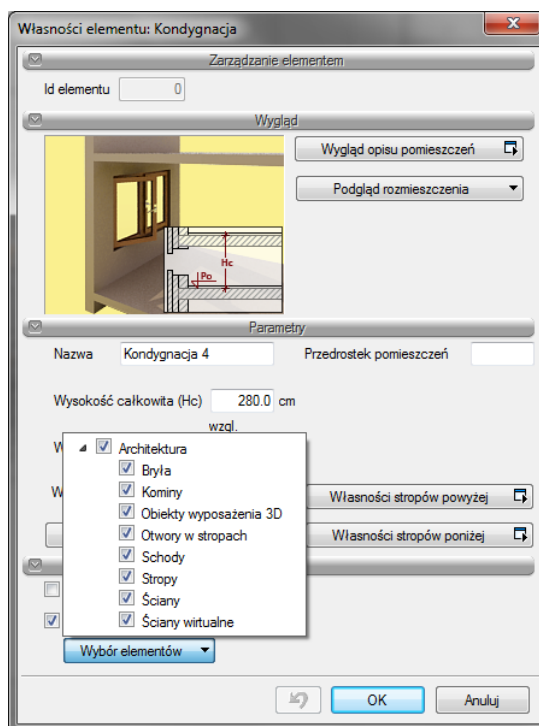 Własności elementu: Kondygnacja
Zarządzanie elementem
Id elementu 0
Wygląd
Wygląd opisu pomieszczeń
Podgląd rozmieszczenia
Hc
Po
Parametry
Nazwa Kondygnacja 4 Przedrostek pomieszczeń
Wysokość całkowita (Hc) 280.0 cm
wzgl.
W
Architektura
Bryła
W
Kominy
Własności stropów powyżej
Obiekty wyposażenia 3D
Otwory w stropach
Własności stropów poniżej
Schody
Stropy
Ściany
Ściany wirtualne
Wybór elementów
OK Anuluj